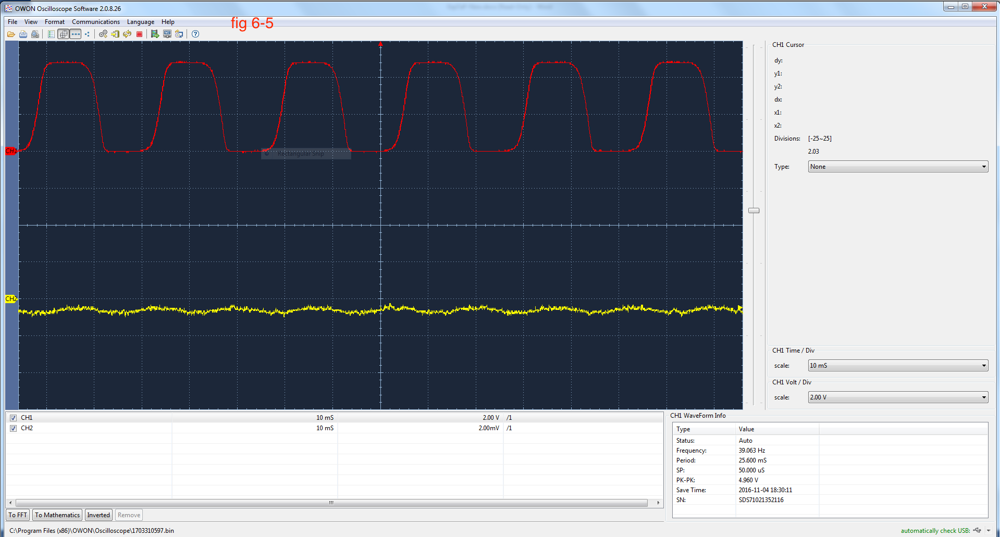 OWON Oscilloscope Software 2.0.8.26
File View Format Communications Language Help
fig 6-5
CH1
Rectangular Snip
CH2
CH1 Cursor
dy:
y1:
y2:
dx:
x1:
x2:
Divisions: [-25~25]
2.03
Type: None
CH1 Time / Div
scale: 10 mS
CH1 Volt / Div
scale: 2.00 V
CH1 10 mS 2.00 V /1
CH2 10 mS 2.00mV /1
CH1 WaveForm Info
Type Value
Status: Auto
Frequency: 39.063 Hz
Period: 25.600 mS
SP: 50.000 uS
PK-PK: 4.960 V
Save Time: 2016-11-04 18:30:11
SN: SDS71021352116
To FFT To Mathematics Inverted Remove
C:\Program Files (x86)\OWON\Oscilloscope\1703310597.bin
automatically check USB: